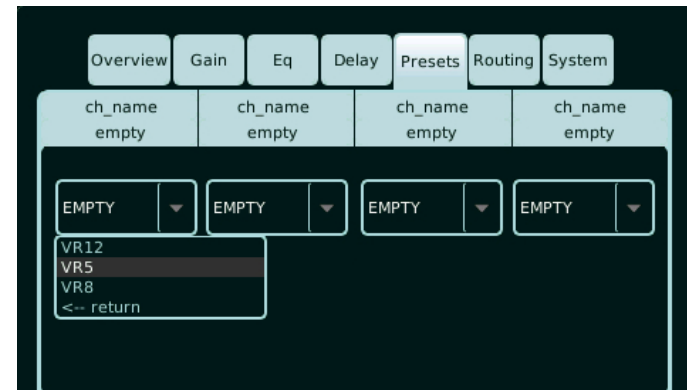 Overview Gain Eq Delay Presets Routing System
ch_name ch_name ch_name ch_name
empty empty empty empty
EMPTY EMPTY EMPTY EMPTY
VR12
VR5
VR8
<-- return